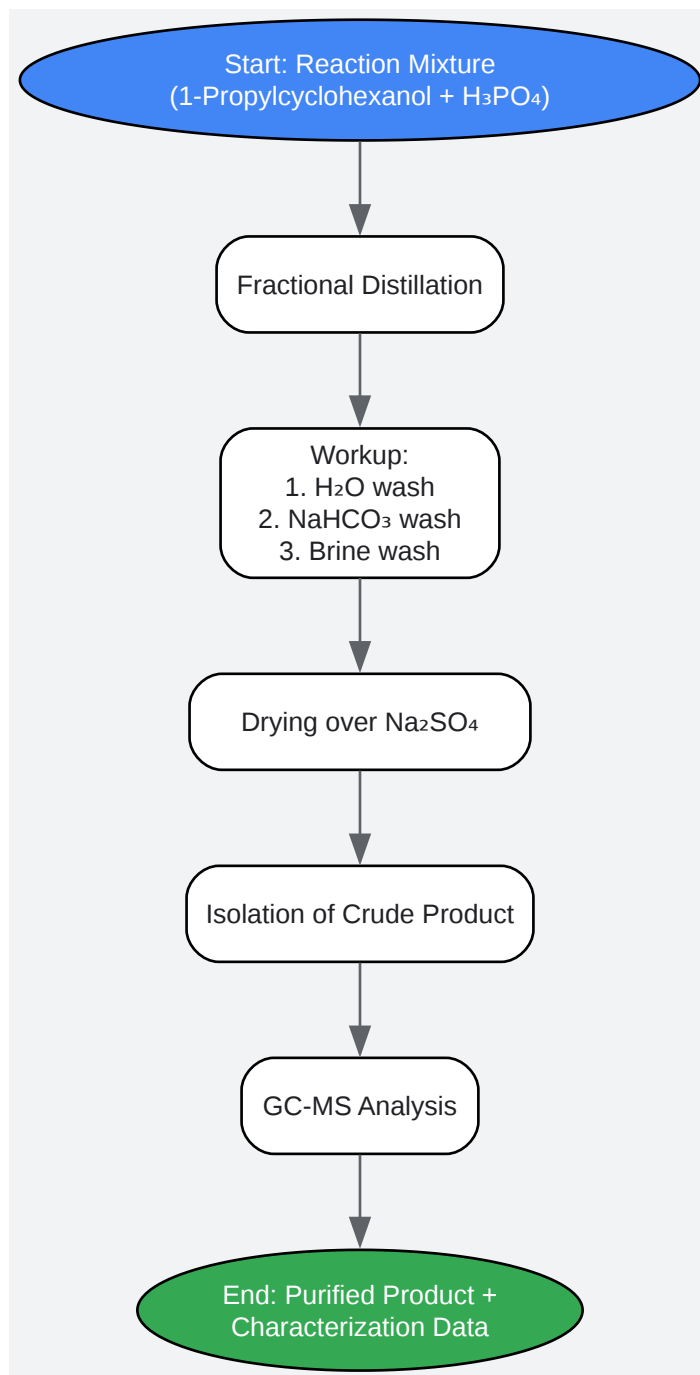 Start: Reaction Mixture
(1-Propylcyclohexanol + H₃PO₄)
Fractional Distillation
Workup:
1. H₂O wash
2. NaHCO₃ wash
3. Brine wash
Drying over Na₂SO₄
Isolation of Crude Product
GC-MS Analysis
End: Purified Product +
Characterization Data